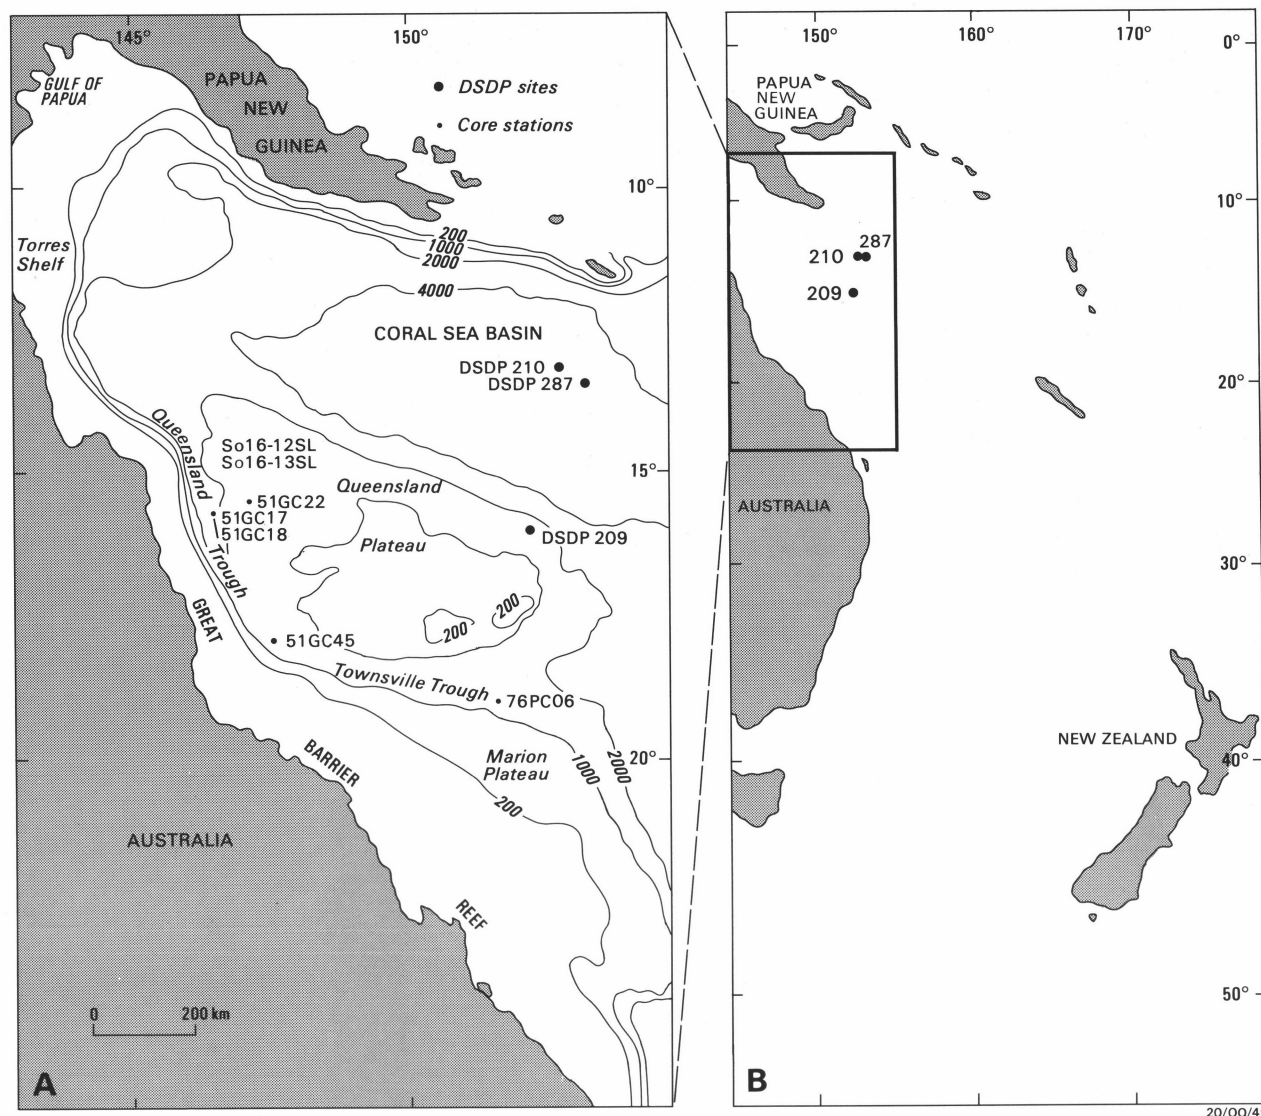 145°
150°
GULF OF
PAPUA
PAPUA
NEW
GUINEA
DSDP sites
Core stations
10°
Torres
Shelf
200
1000
2000
4000
CORAL SEA BASIN
DSDP 210
DSDP 287
Queensland
So16-12SL
So16-13SL
15°
Queensland
51GC22
51GC17
51GC18
DSDP 209
Plateau
Trough
GREAT
200
200
51GC45
Townsville Trough
76PC06
BARRIER
Marion
Plateau
1000
2000
20°
200
AUSTRALIA
REEF
0
200 km
A
150°
160°
170°
0°
PAPUA
NEW
GUINEA
10°
287
210
209
20°
AUSTRALIA
30°
NEW ZEALAND
40°
50°
B